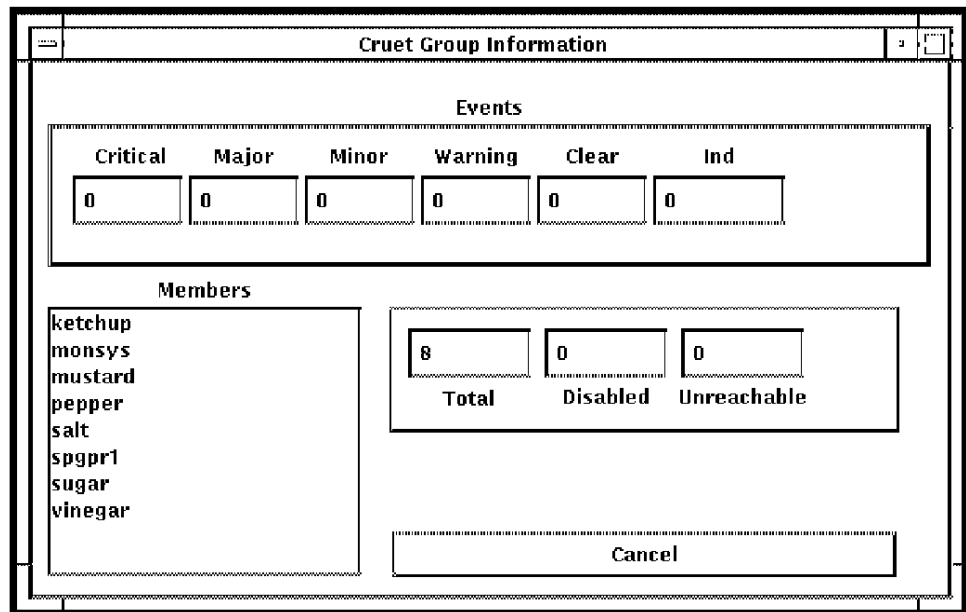 Cruet Group Information
Events
Critical Major Minor Warning Clear Ind
0 0 0 0 0 0
Members
ketchup
monsys
mustard
pepper
salt
spgpr1
sugar
vinegar
8 0 0
Total Disabled Unreachable
Cancel